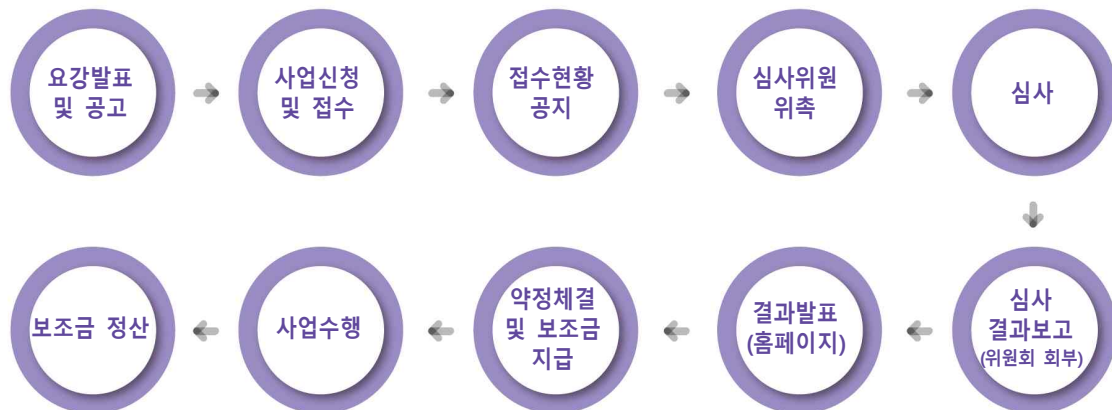 요강발표
및 공고
사업신청
및 접수
접수현황
공지
심사위원
위촉
심사
심사
결과보고
(위원회 회부)
결과발표
(홈페이지)
약정체결
및 보조금
지급
사업수행
보조금 정산